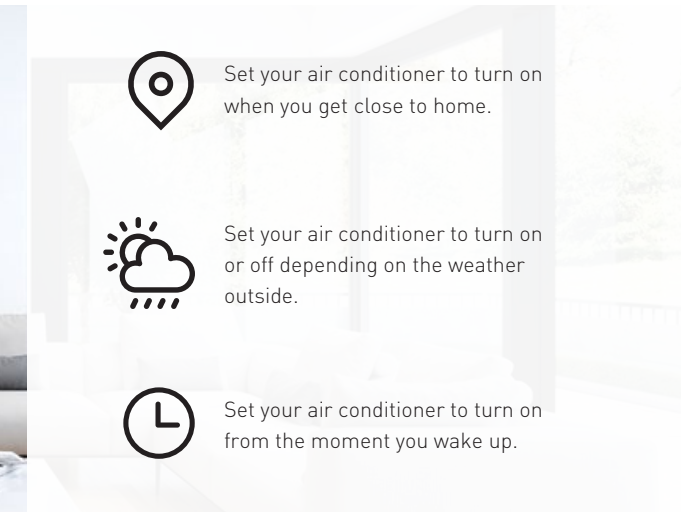 Set your air conditioner to turn on
when you get close to home.
Set your air conditioner to turn on
or off depending on the weather
outside.
Set your air conditioner to turn on
from the moment you wake up.